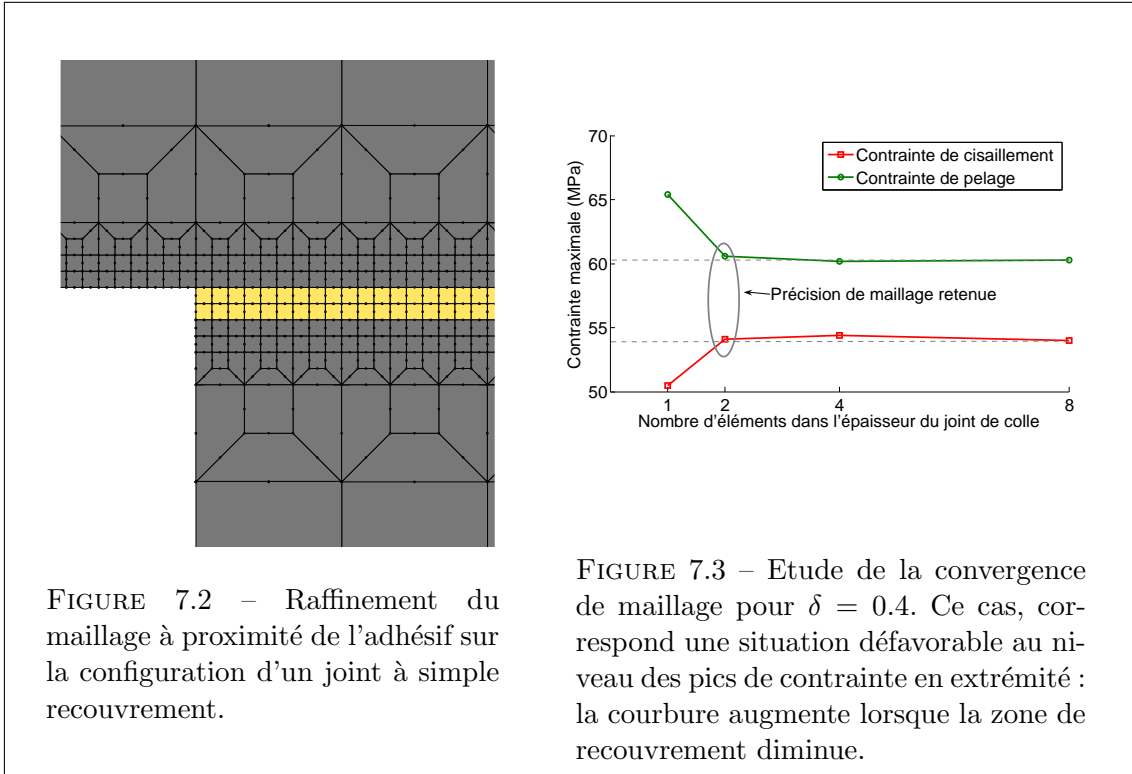 70
65
60
55
50
Contrainte maximale (MPa)
Contrainte de cisaillement
Contrainte de pelage
Précision de maillage retenue
1 2 4 8
Nombre d'éléments dans l'épaisseur du joint de colle
FIGURE 7.2 – Raffinement du
maillage à proximité de l'adhésif sur
la configuration d'un joint à simple
recouvrement.
FIGURE 7.3 – Etude de la convergence
de maillage pour δ = 0.4. Ce cas, cor-
respond une situation défavorable au ni-
veau des pics de contrainte en extrémité :
la courbure augmente lorsque la zone de
recouvrement diminue.